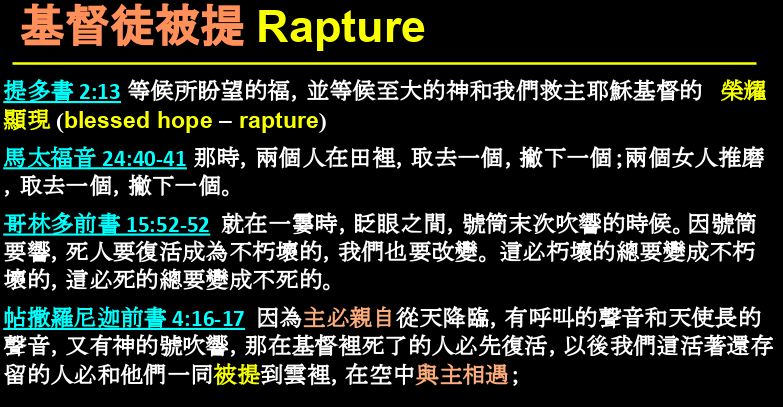 基督徒被提 Rapture
提多書 2:13 等候所盼望的福, 並等候至大的神和我們救主耶穌基督的 榮耀
顯現 (blessed hope – rapture)
馬太福音 24:40-41 那時, 兩個人在田裡, 取去一個, 撇下一個；兩個女人推磨
, 取去一個, 撇下一個。
哥林多前書 15:52-52 就在一霎時, 眨眼之間, 號筒末次吹響的時候。因號筒
要響, 死人要復活成為不朽壞的, 我們也要改變。這必朽壞的總要變成不朽
壞的, 這必死的總要變成不死的。
帖撒羅尼迦前書 4:16-17 因為主必親自從天降臨, 有呼叫的聲音和天使長的
聲音, 又有神的號吹響, 那在基督裡死了的人必先復活, 以後我們這活著還存
留的人必和他們一同被提到雲裡, 在空中與主相遇；